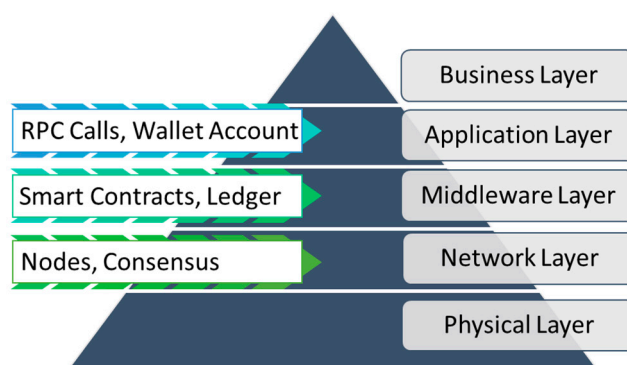 Business Layer
RPC Calls, Wallet Account
Application Layer
Smart Contracts, Ledger
Middleware Layer
Nodes, Consensus
Network Layer
Physical Layer